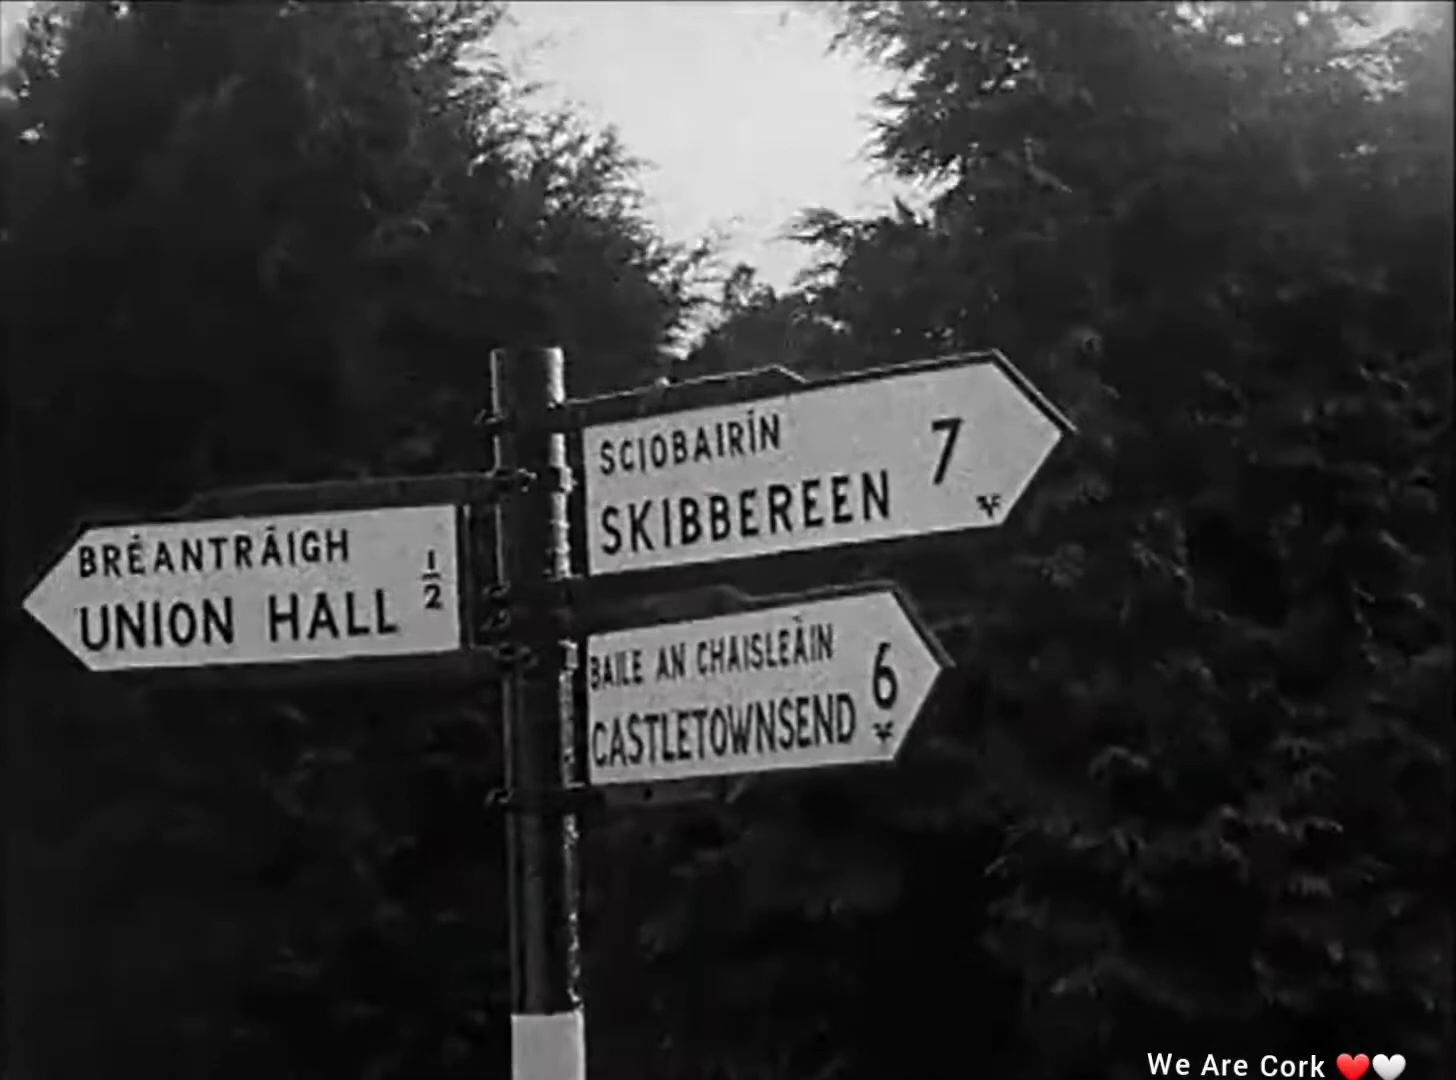 SCIOBAIRÍN
SKIBBEREEN 7
BRÉANTRÁIGH
UNION HALL 1/2
BAILE AN CHAISLEÁIN
CASTLETOWNSEND 6
We Are Cork ❤️🤍